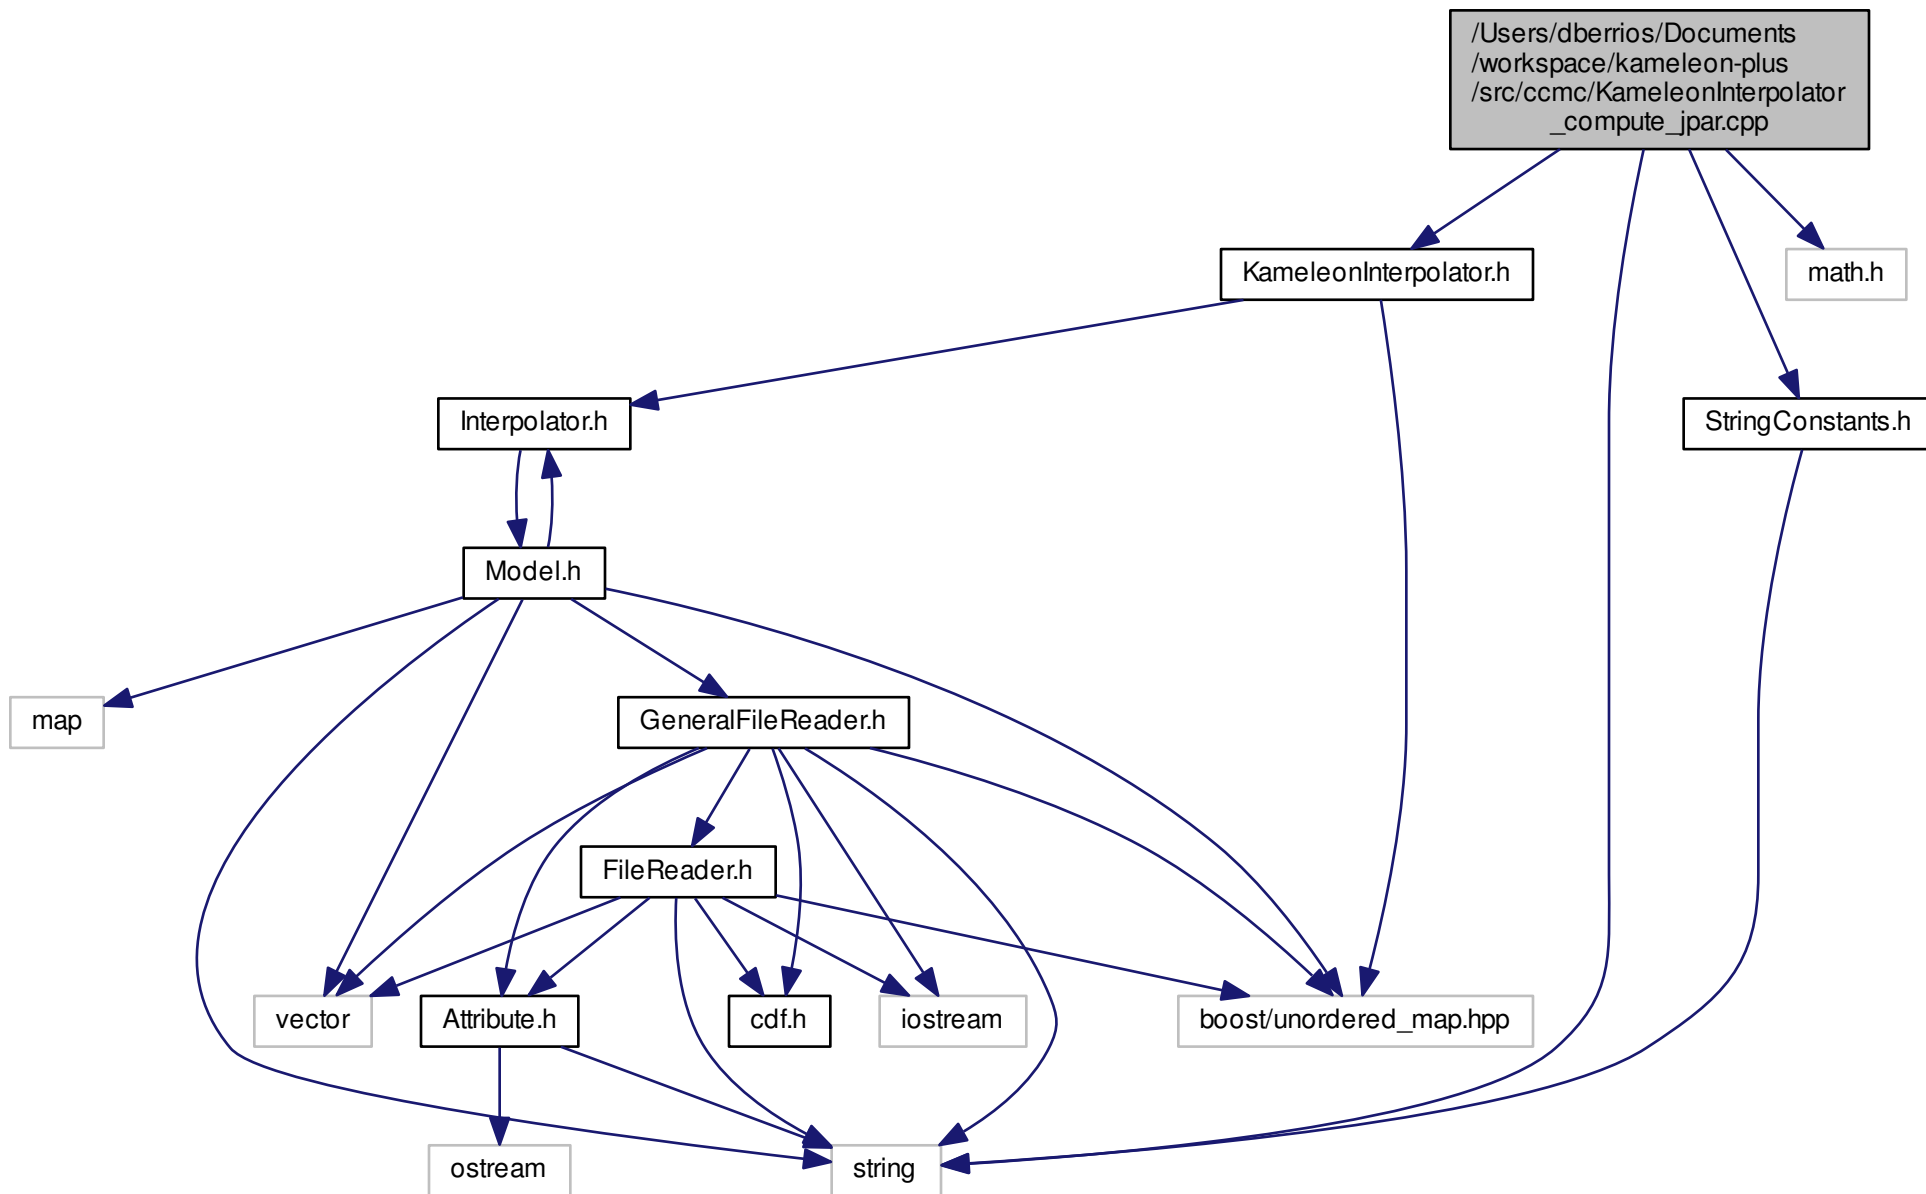 /Users/dberrios/Documents
/workspace/kameleon-plus
/src/ccmc/KameleonInterpolator
_compute_jpar.cpp
KameleonInterpolator.h
math.h
Interpolator.h
StringConstants.h
Model.h
map
GeneralFileReader.h
FileReader.h
vector
Attribute.h
cdf.h
iostream
boost/unordered_map.hpp
ostream
string